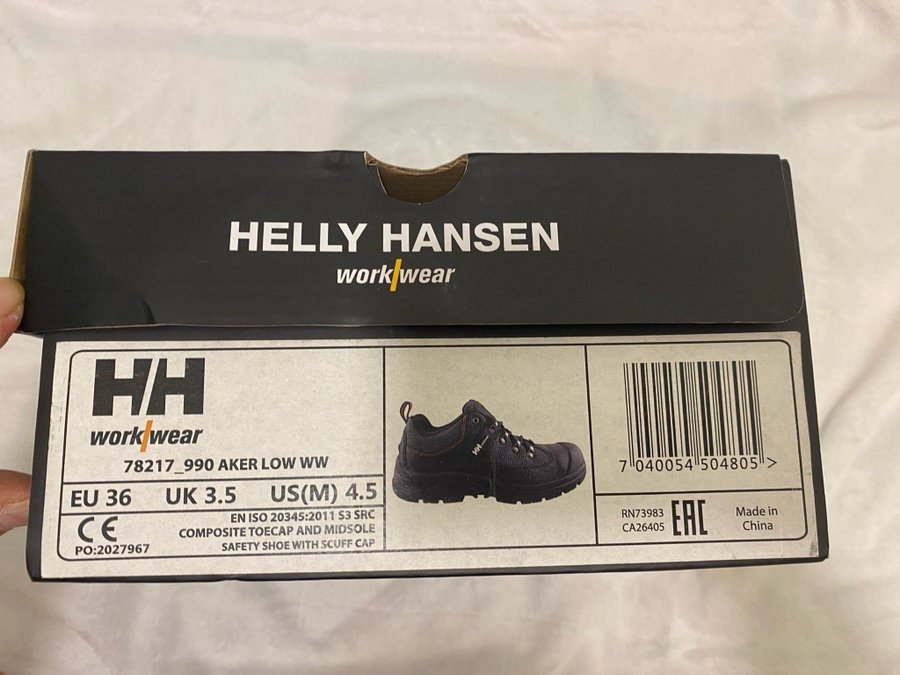 HELLY HANSEN
work/wear
HH
work/wear
78217_990 AKER LOW WW
EU 36 UK 3.5 US(M) 4.5
CE
PO:2027967
EN ISO 20345:2011 S3 SRC
COMPOSITE TOECAP AND MIDSOLE
SAFETY SHOE WITH SCUFF CAP
HH
7 040054 504805 >
RN73983
CA26405
EAC
Made in
China